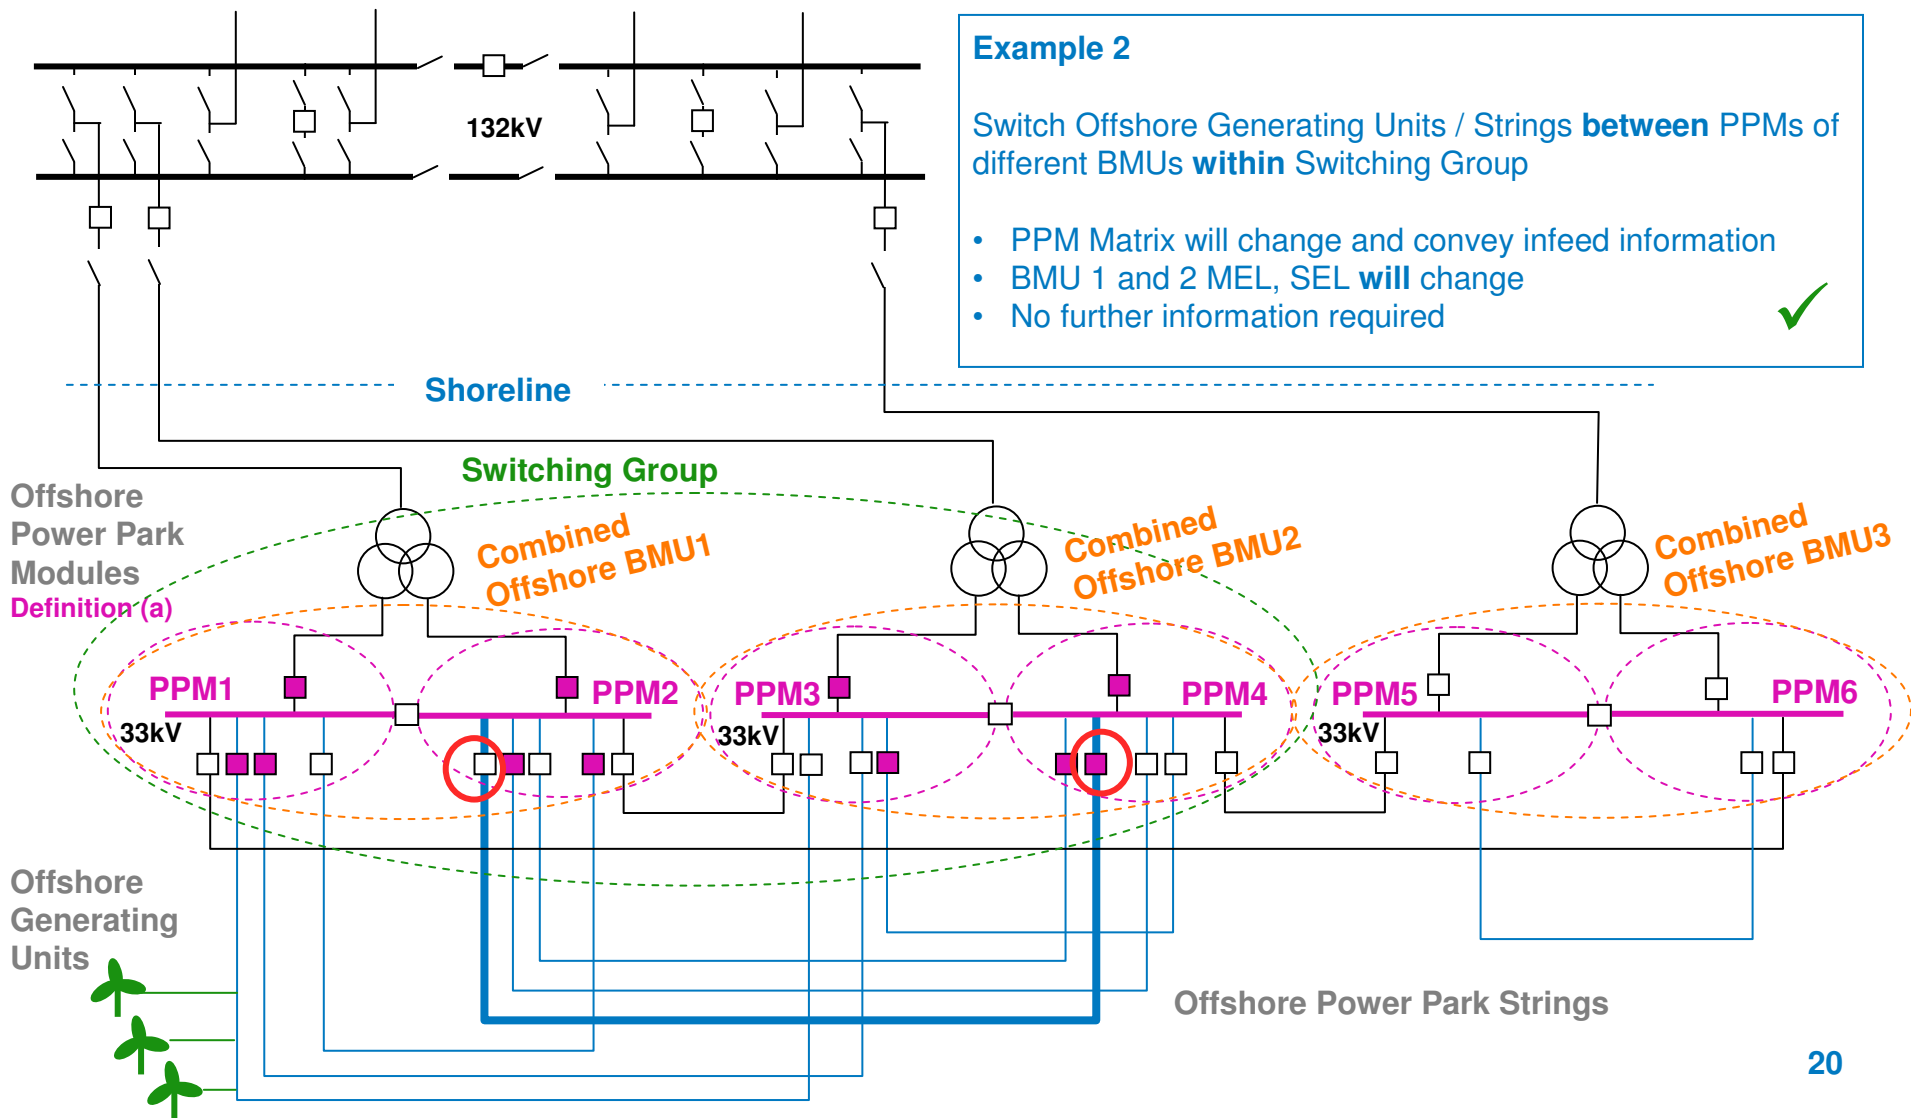 Example 2
Switch Offshore Generating Units / Strings between PPMs of
different BMUs within Switching Group
• PPM Matrix will change and convey infeed information
• BMU 1 and 2 MEL, SEL will change
• No further information required
132kV
Shoreline
Switching Group
Offshore
Power Park
Modules
Definition (a)
Combined
Offshore BMU1
Combined
Offshore BMU2
Combined
Offshore BMU3
PPM1
PPM2
PPM3
PPM4
PPM5
PPM6
33kV
33kV
33kV
Offshore
Generating
Units
Offshore Power Park Strings
20